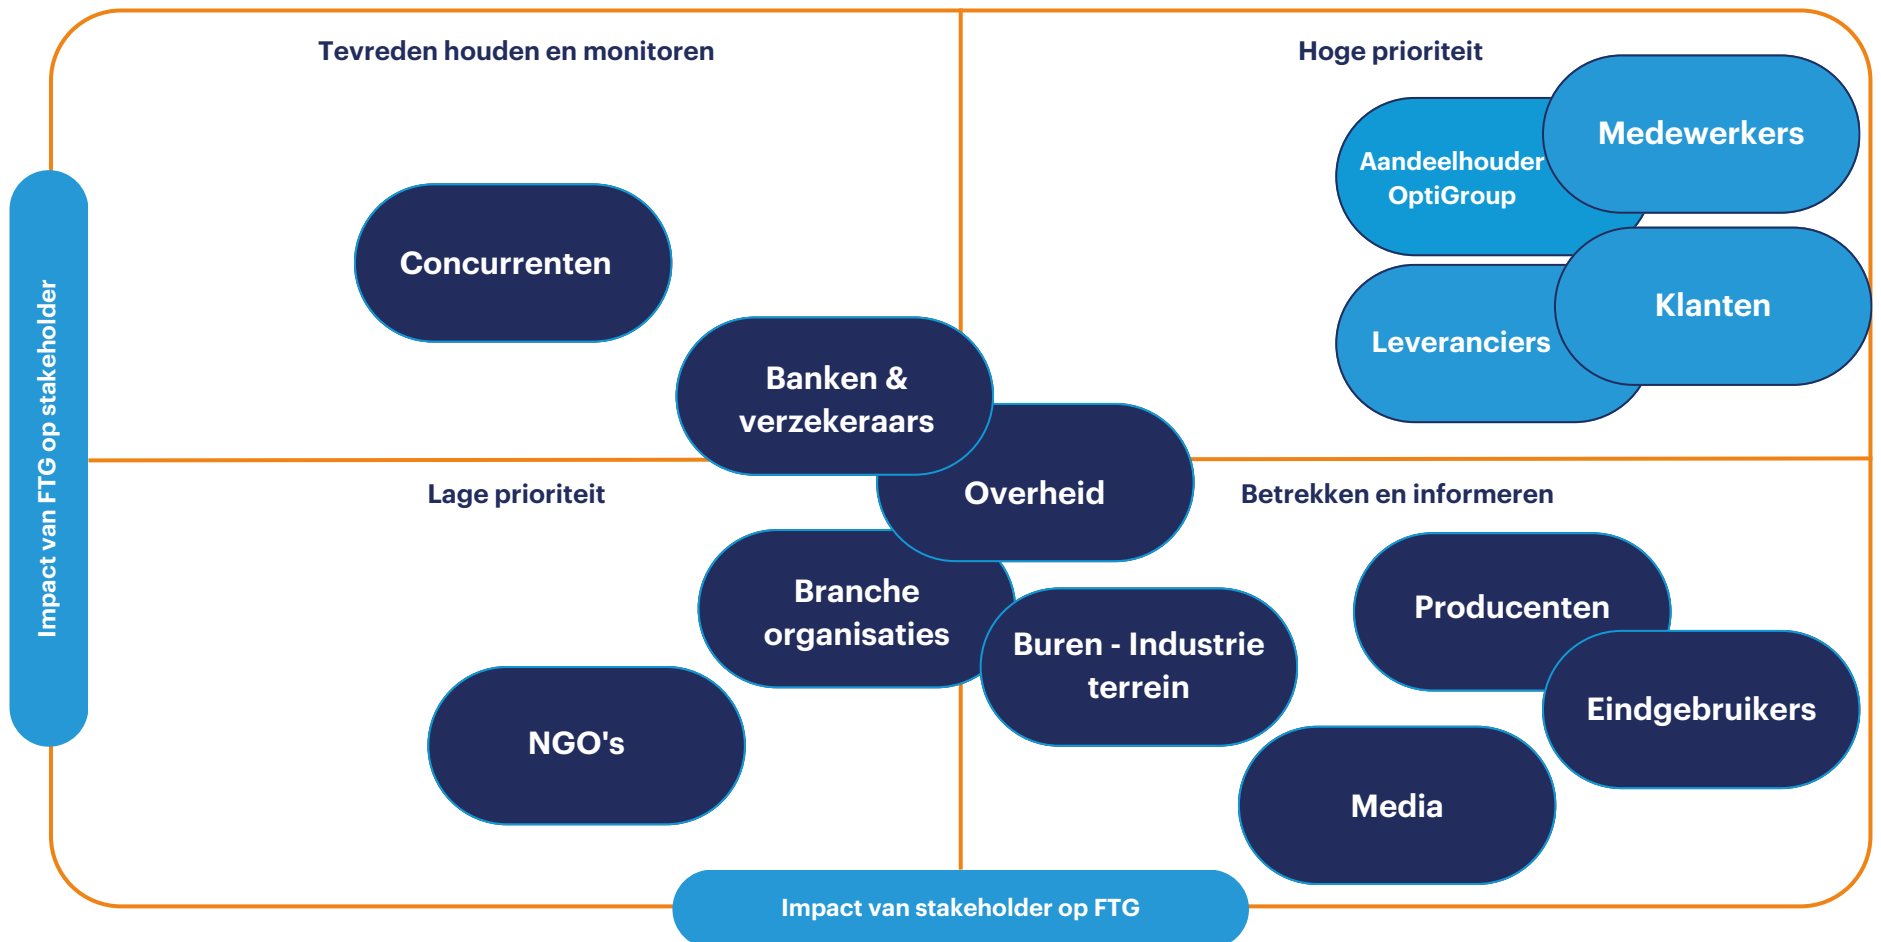 Tevreden houden en monitoren
Hoge prioriteit
Medewerkers
Aandeelhouder
OptiGroup
Concurrenten
Klanten
Leveranciers
Banken &
verzekeraars
Impact van FTG op stakeholder
Lage prioriteit
Overheid
Betrekken en informeren
Branche
organisaties
Producenten
Buren - Industrie
terrein
Eindgebruikers
NGO's
Media
Impact van stakeholder op FTG